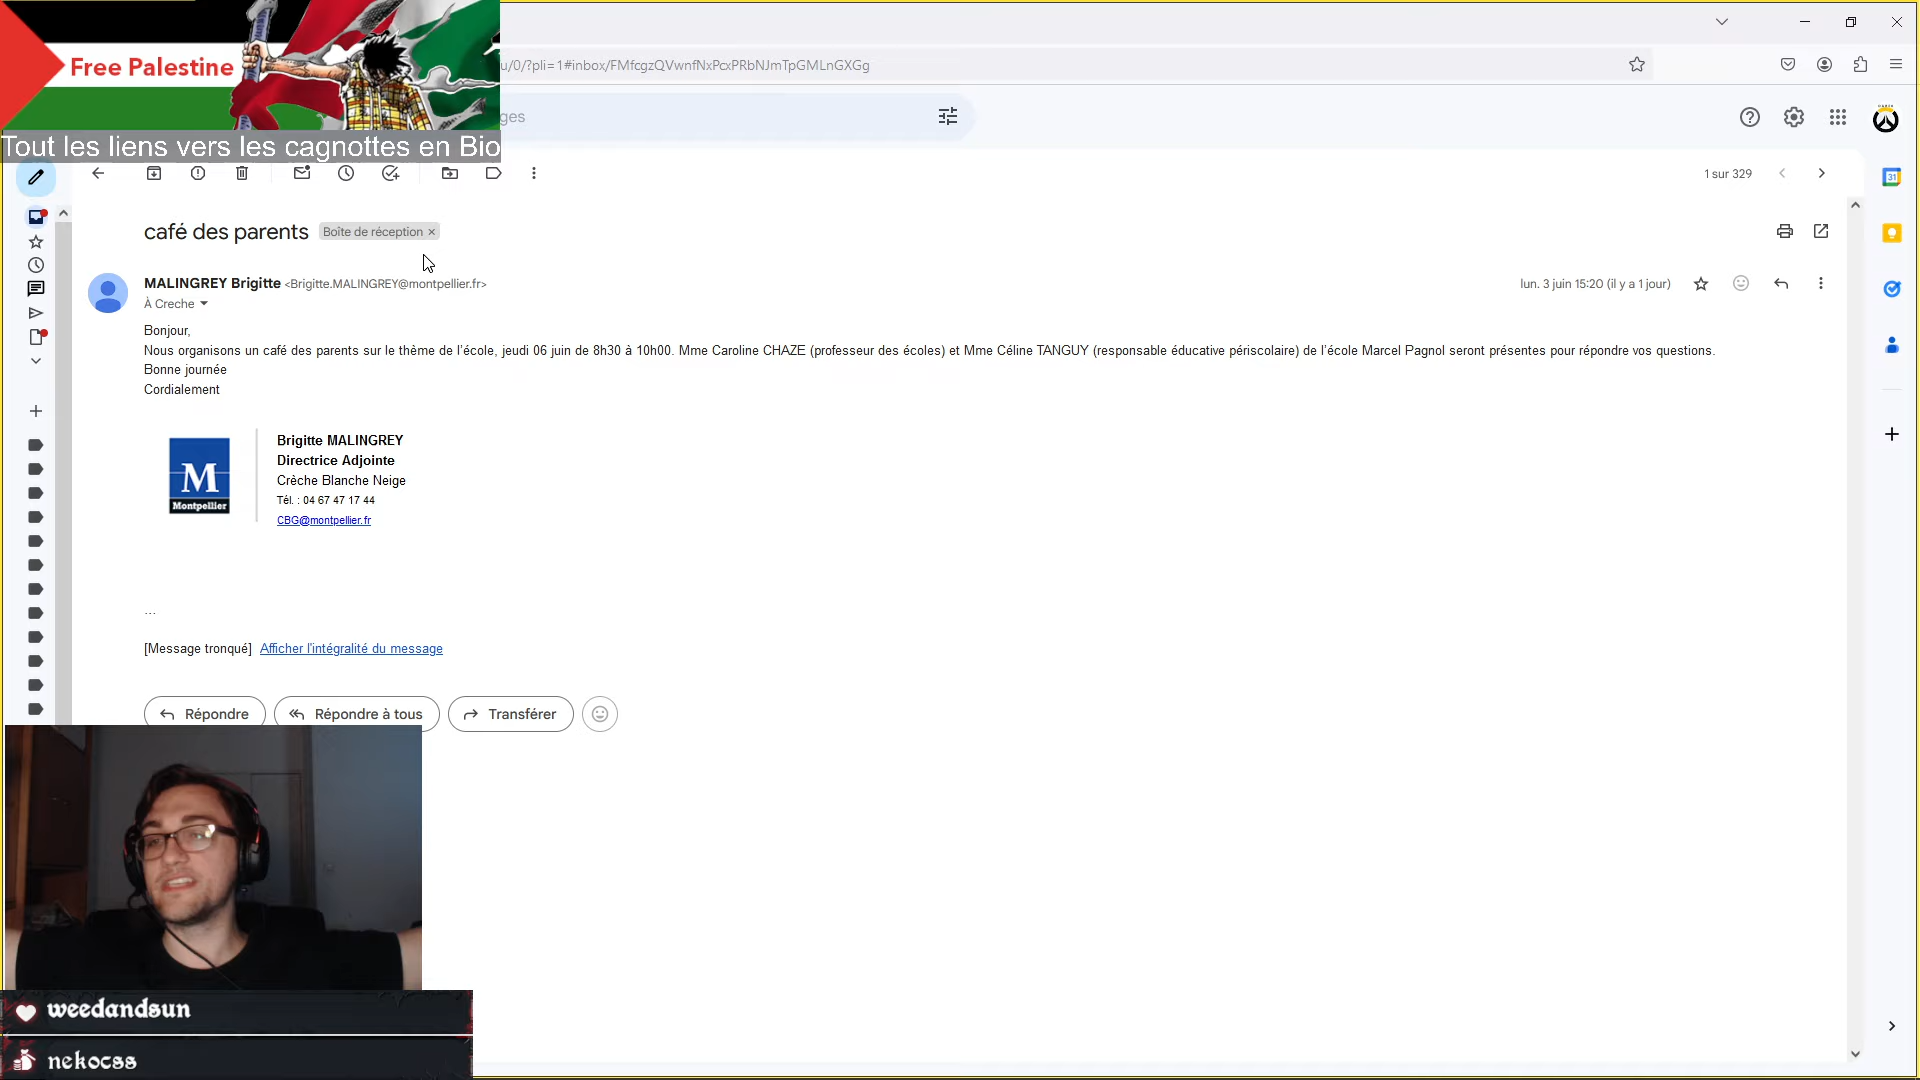 Free Palestine
Tout les liens vers les cagnottes en Bio
u/0/?pli=1#inbox/FMfcgzQVwnfNxPcxPRbNJmTpGMLnGXGg
ges
1 sur 329
31
café des parents Boîte de réception ×
MALINGREY Brigitte <Brigitte.MALINGREY@montpellier.fr>
lun. 3 juin 15:20 (il y a 1 jour)
À Creche
Bonjour,
Nous organisons un café des parents sur le thème de l'école, jeudi 06 juin de 8h30 à 10h00. Mme Caroline CHAZE (professeur des écoles) et Mme Céline TANGUY (responsable éducative périscolaire) de l'école Marcel Pagnol seront présentes pour répondre vos questions.
Bonne journée
Cordialement
M
Montpellier
Brigitte MALINGREY
Directrice Adjointe
Crèche Blanche Neige
Tél. : 04 67 47 17 44
CBG@montpellier.fr
...
[Message tronqué] Afficher l'intégralité du message
Répondre
Répondre à tous
Transférer
weedandsun
nekocss